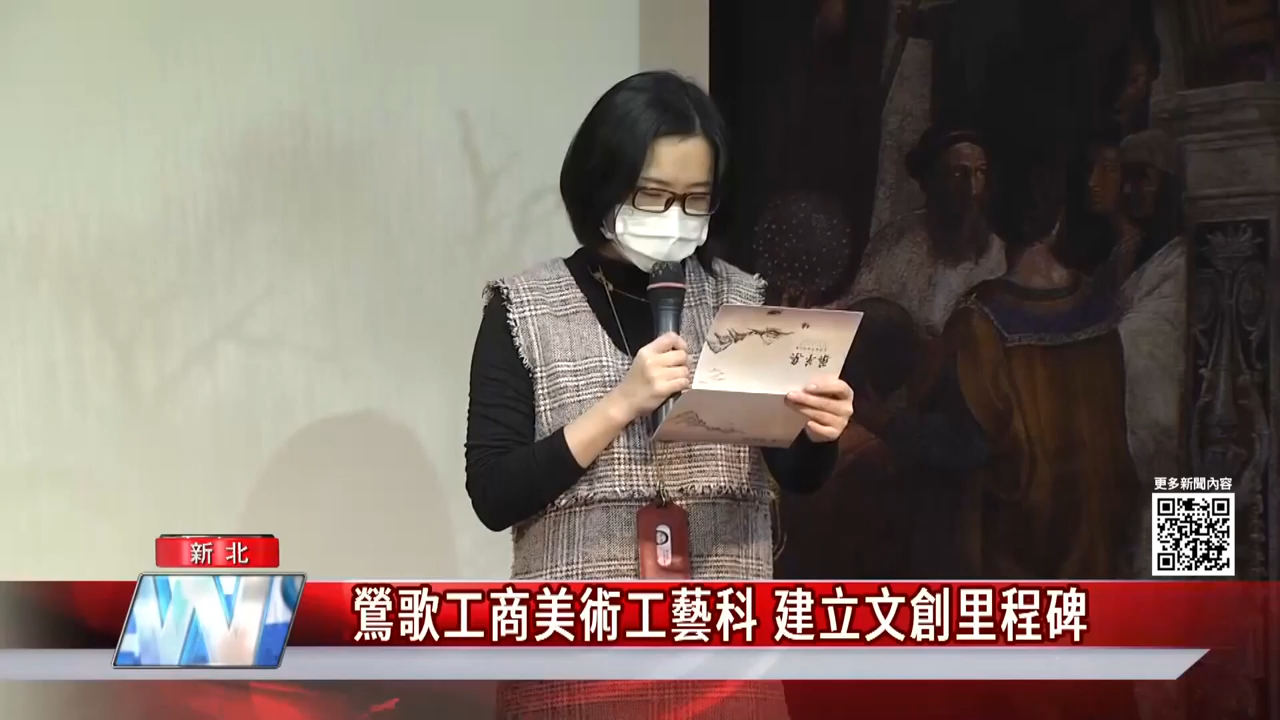 更多新聞內容
新北
鶯歌工商美術工藝科 建立文創里程碑